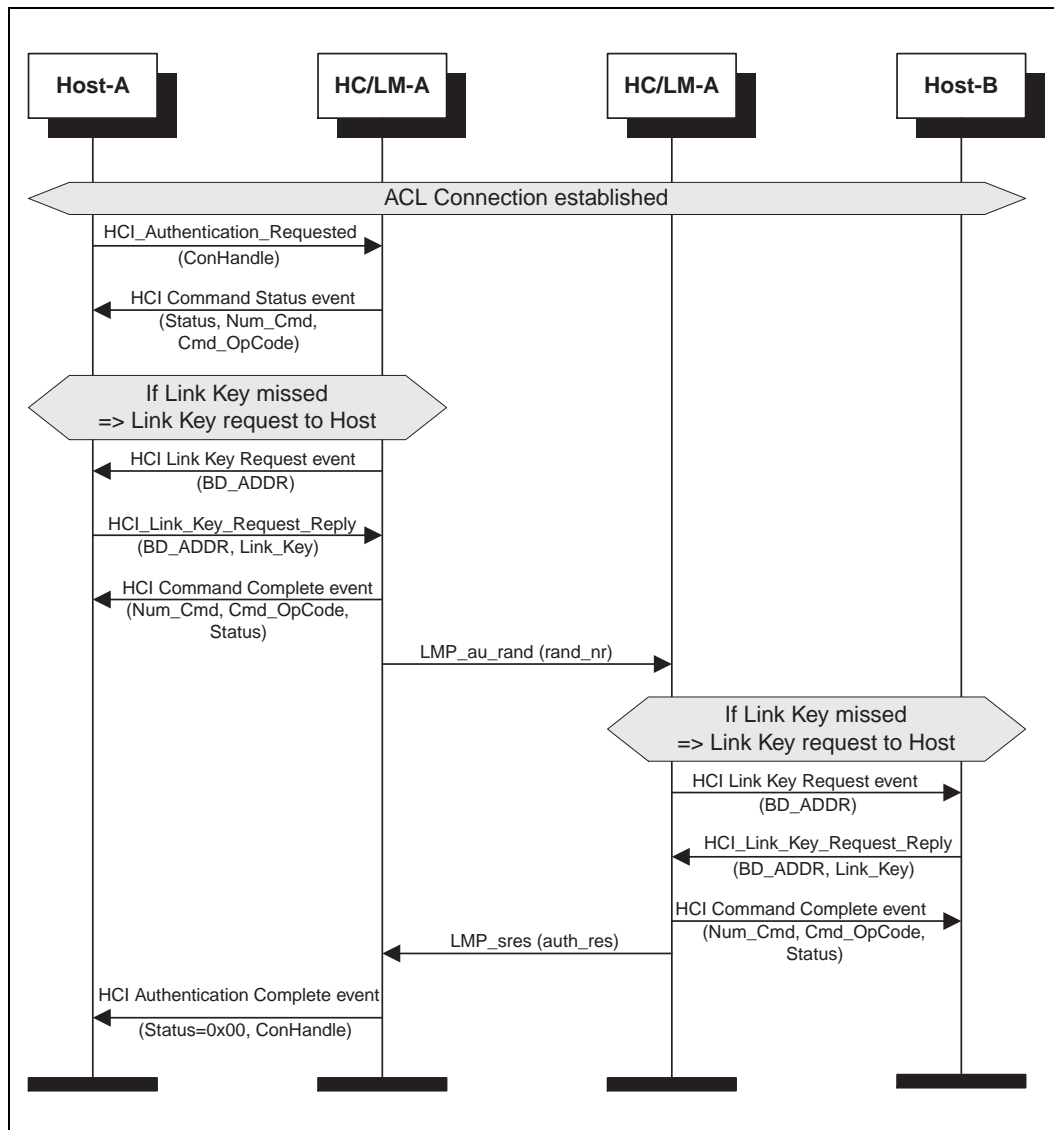 Host-A
HC/LM-A
HC/LM-A
Host-B
ACL Connection established
HCI_Authentication_Requested
(ConHandle)
HCI Command Status event
(Status, Num_Cmd,
Cmd_OpCode)
If Link Key missed
=> Link Key request to Host
HCI Link Key Request event
(BD_ADDR)
HCI_Link_Key_Request_Reply
(BD_ADDR, Link_Key)
HCI Command Complete event
(Num_Cmd, Cmd_OpCode,
Status)
LMP_au_rand (rand_nr)
If Link Key missed
=> Link Key request to Host
HCI Link Key Request event
(BD_ADDR)
HCI_Link_Key_Request_Reply
(BD_ADDR, Link_Key)
HCI Command Complete event
(Num_Cmd, Cmd_OpCode,
Status)
LMP_sres (auth_res)
HCI Authentication Complete event
(Status=0x00, ConHandle)